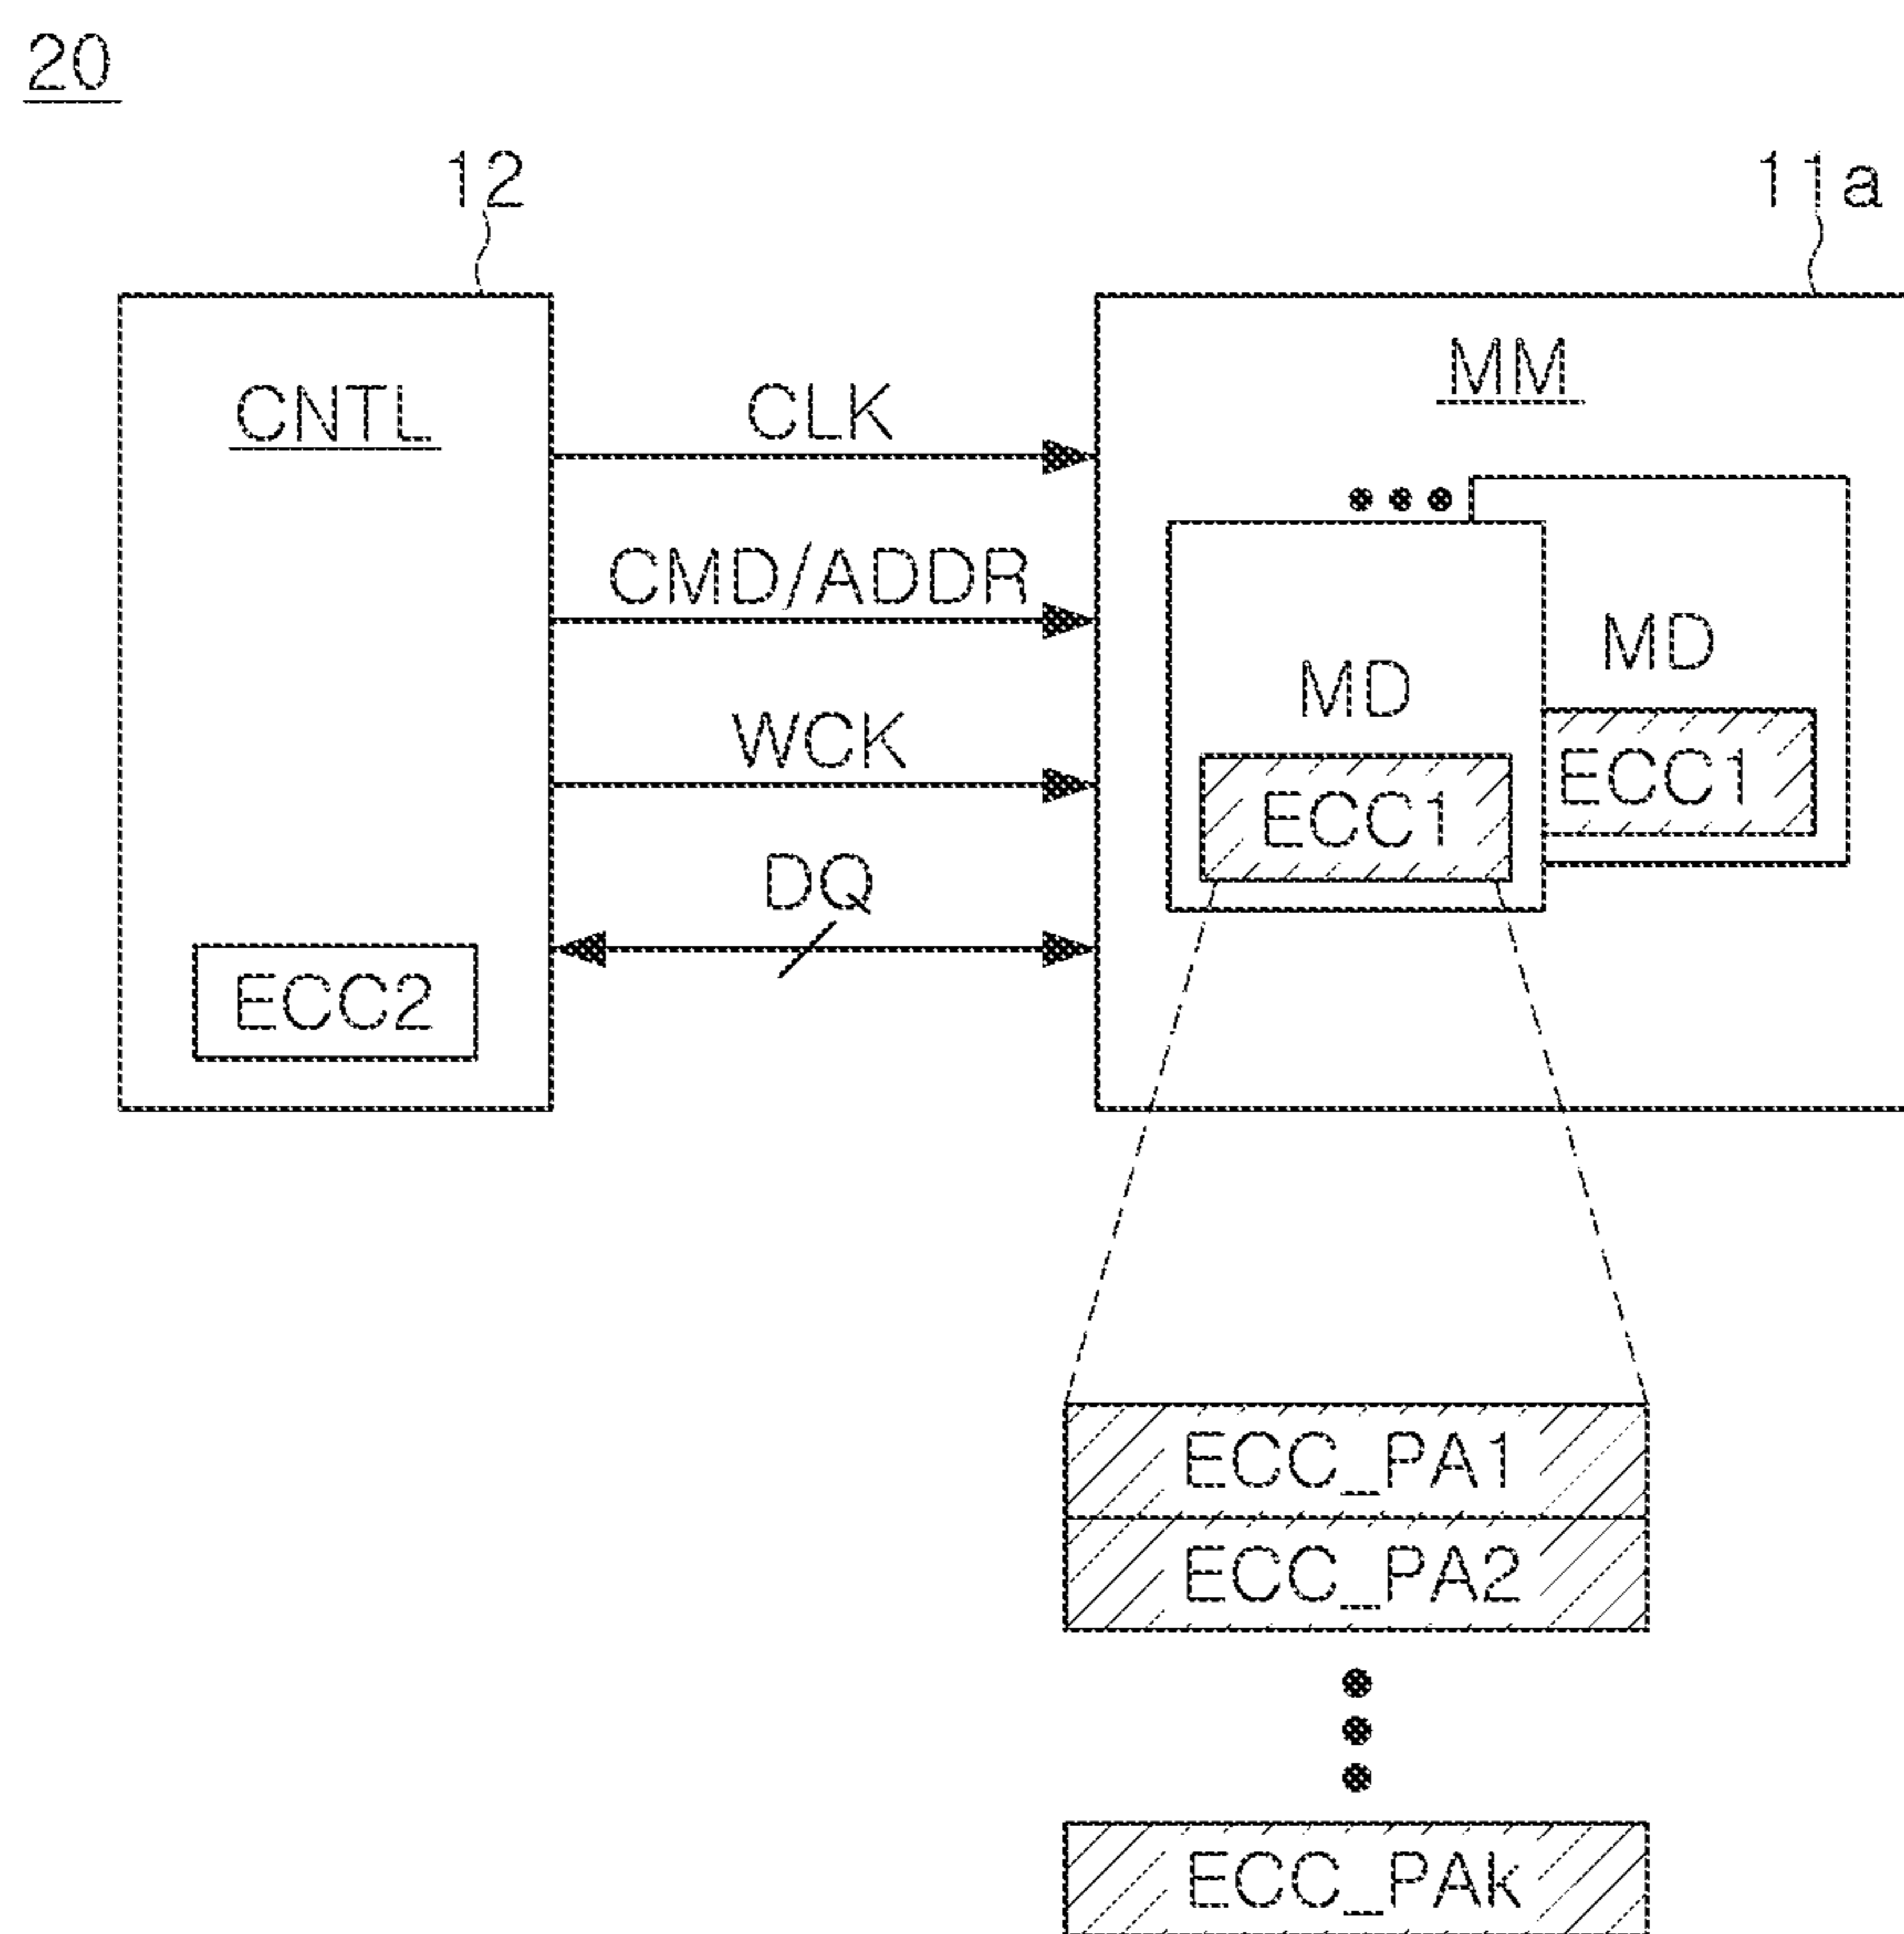 20
12
11a
CNTL
MM
CLK
CMD/ADDR
MD
MD
WCK
ECC1
ECC1
DQ
ECC2
ECC_PA1
ECC_PA2
ECC_PAk